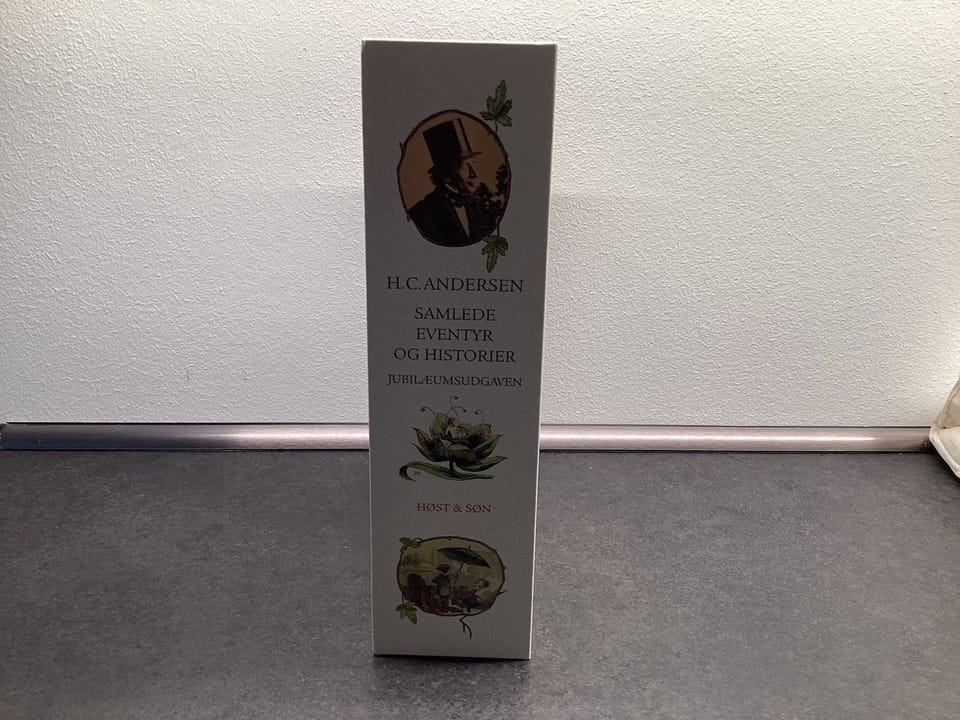 H.C. ANDERSEN
SAMLEDE
EVENTYR
OG HISTORIER
JUBILÆUMSUDGAVEN
HØST & SØN